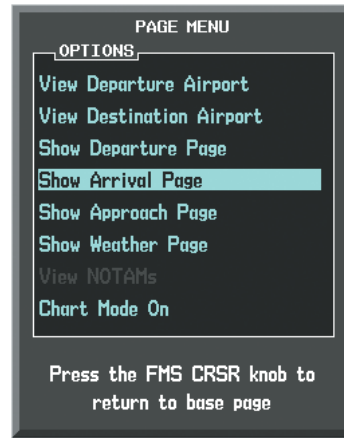 PAGE MENU
OPTIONS
View Departure Airport
View Destination Airport
Show Departure Page
Show Arrival Page
Show Approach Page
Show Weather Page
View NOTAMs
Chart Mode On
Press the FMS CRSR knob to
return to base page